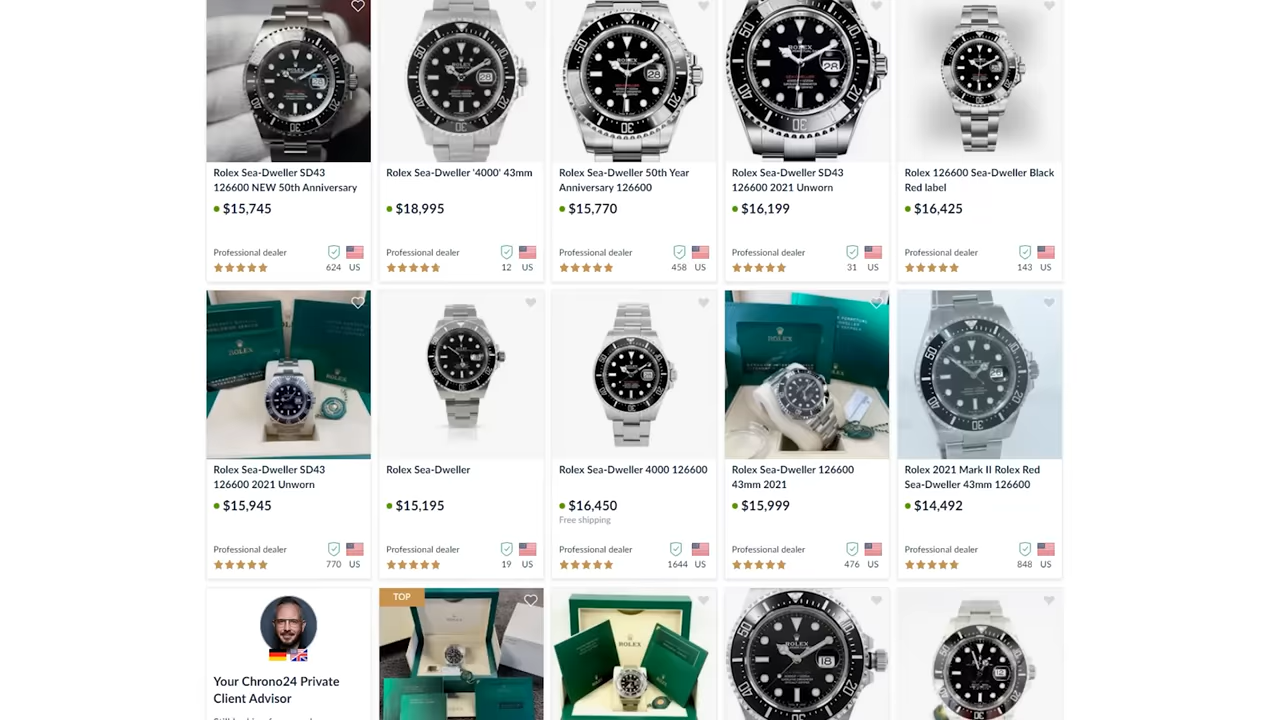 Rolex Sea-Dweller SD43
126600 NEW 50th Anniversary
$15,745
Professional dealer
624 US
Rolex Sea-Dweller '4000' 43mm
$18,995
Professional dealer
12 US
Rolex Sea-Dweller 50th Year
Anniversary 126600
$15,770
Professional dealer
458 US
Rolex Sea-Dweller SD43
126600 2021 Unworn
$16,199
Professional dealer
31 US
Rolex 126600 Sea-Dweller Black
Red label
$16,425
Professional dealer
143 US
Rolex Sea-Dweller SD43
126600 2021 Unworn
$15,945
Professional dealer
770 US
Rolex Sea-Dweller
$15,195
Professional dealer
19 US
Rolex Sea-Dweller 4000 126600
$16,450
Free shipping
Professional dealer
1644 US
Rolex Sea-Dweller 126600
43mm 2021
$15,999
Professional dealer
476 US
Rolex 2021 Mark II Rolex Red
Sea-Dweller 43mm 126600
$14,492
Professional dealer
848 US
Your Chrono24 Private
Client Advisor
TOP
ROLEX